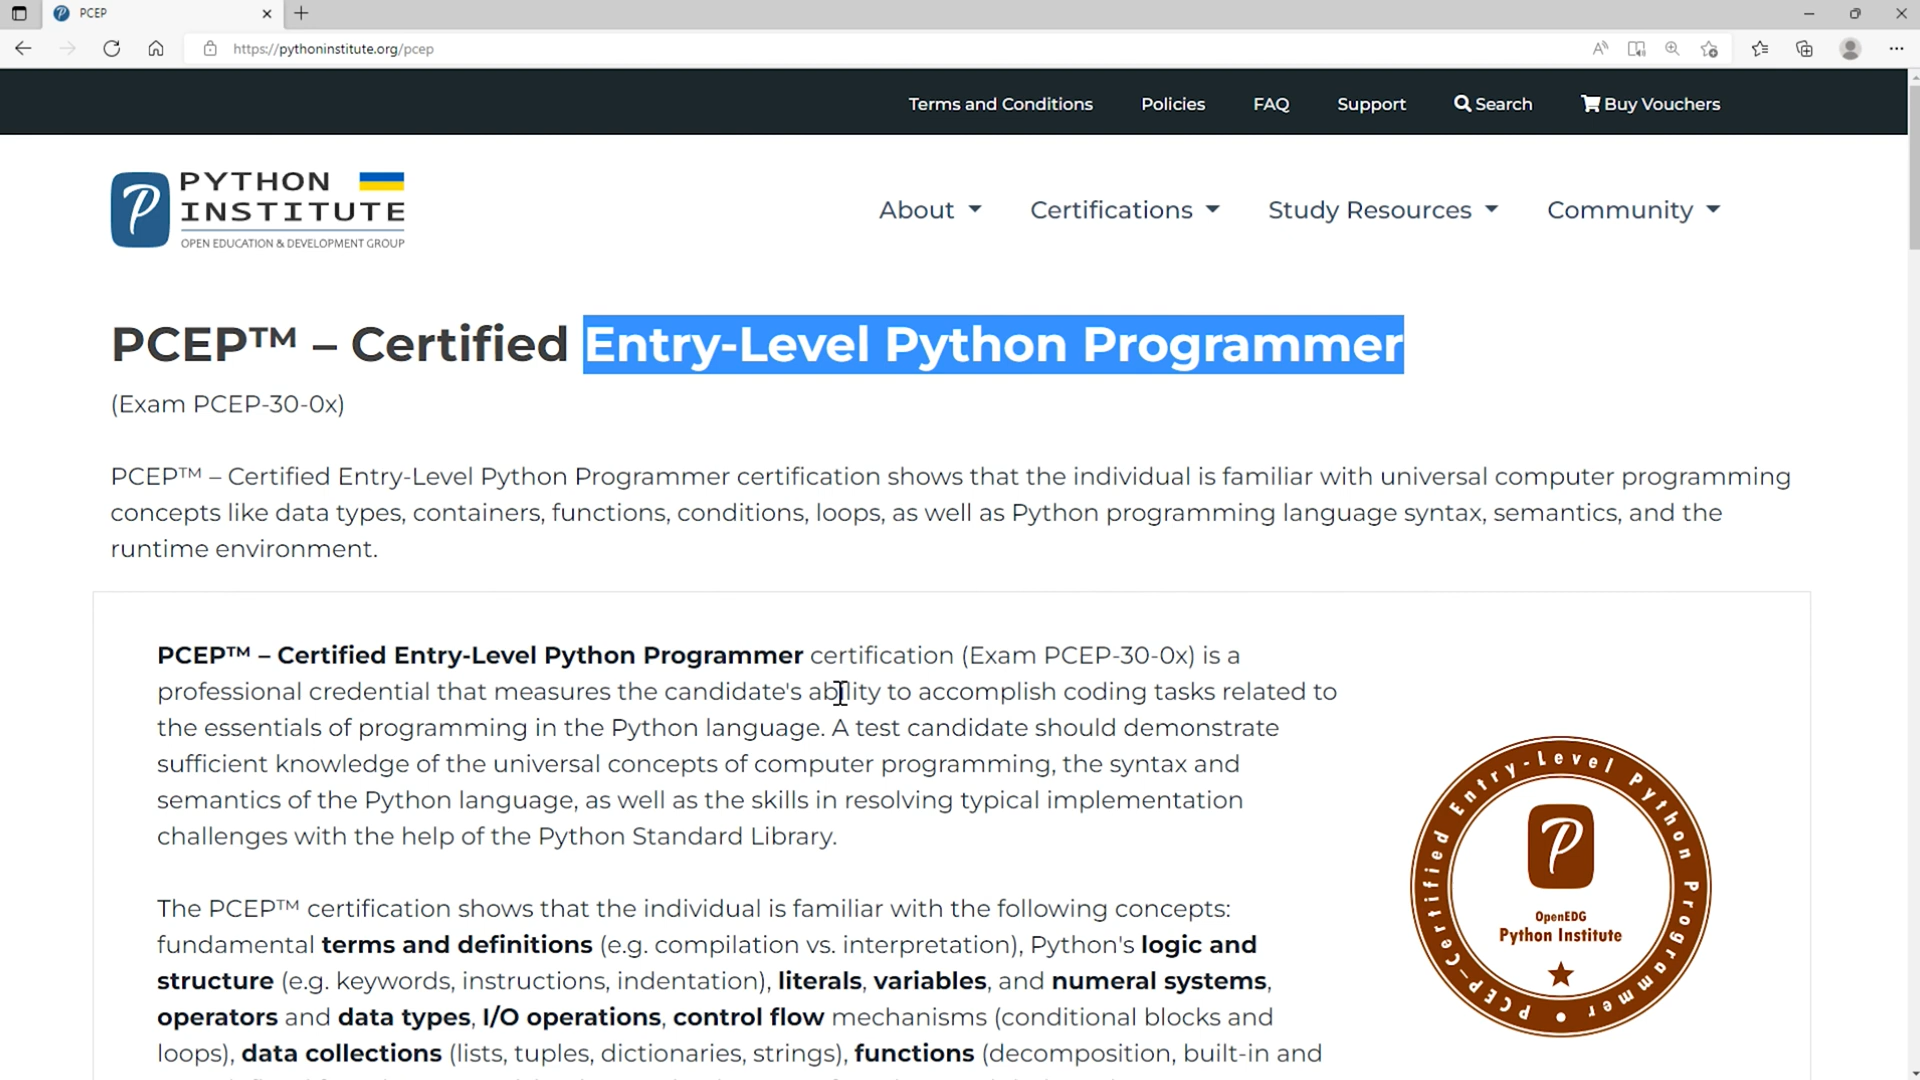 PCEP
https://pythoninstitute.org/pcep
Terms and Conditions
Policies
FAQ
Support
Search
Buy Vouchers
PYTHON
INSTITUTE
OPEN EDUCATION & DEVELOPMENT GROUP
About
Certifications
Study Resources
Community
PCEP™ – Certified Entry-Level Python Programmer
(Exam PCEP-30-0x)
PCEP™ – Certified Entry-Level Python Programmer certification shows that the individual is familiar with universal computer programming
concepts like data types, containers, functions, conditions, loops, as well as Python programming language syntax, semantics, and the
runtime environment.
PCEP™ – Certified Entry-Level Python Programmer certification (Exam PCEP-30-0x) is a
professional credential that measures the candidate's ability to accomplish coding tasks related to
the essentials of programming in the Python language. A test candidate should demonstrate
sufficient knowledge of the universal concepts of computer programming, the syntax and
semantics of the Python language, as well as the skills in resolving typical implementation
challenges with the help of the Python Standard Library.
The PCEP™ certification shows that the individual is familiar with the following concepts:
fundamental terms and definitions (e.g. compilation vs. interpretation), Python's logic and
structure (e.g. keywords, instructions, indentation), literals, variables, and numeral systems,
operators and data types, I/O operations, control flow mechanisms (conditional blocks and
loops), data collections (lists, tuples, dictionaries, strings), functions (decomposition, built-in and
PCEP–Certified Entry-Level Python Programmer
OpenEDG
Python Institute